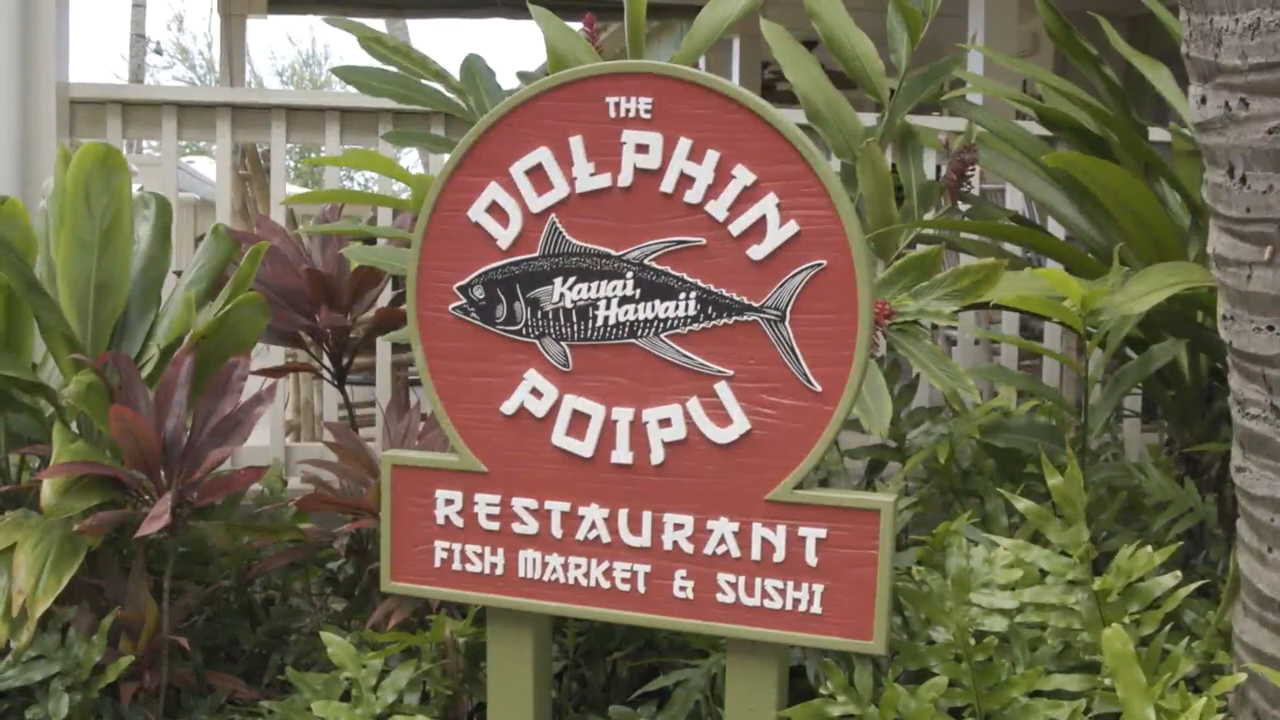 THE
DOLPHIN
Kauai,
Hawaii
POIPU
RESTAURANT
FISH MARKET & SUSHI